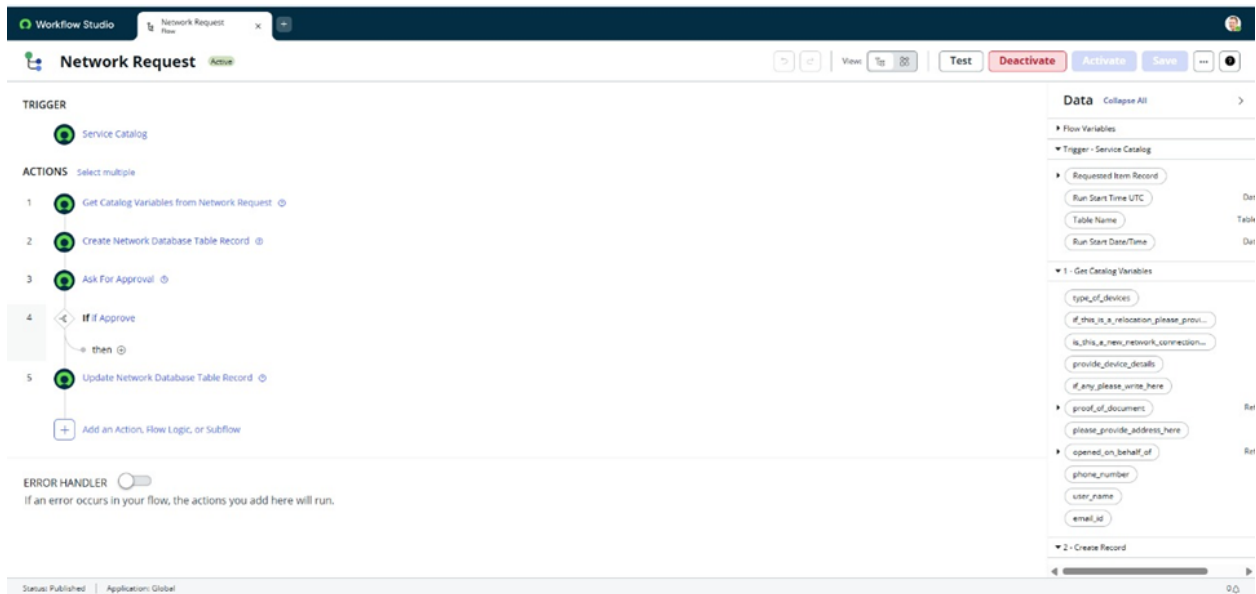 Workflow Studio
Network Request
Flow
Network Request Active
View:
Test
Deactivate
Activate
Save
TRIGGER
Service Catalog
ACTIONS Select multiple
1 Get Catalog Variables from Network Request
2 Create Network Database Table Record
3 Ask For Approval
4 If If Approve
then
5 Update Network Database Table Record
Add an Action, Flow Logic, or Subflow
ERROR HANDLER
If an error occurs in your flow, the actions you add here will run.
Data Collapse All
Flow Variables
Trigger - Service Catalog
Requested Item Record
Run Start Time UTC Dat
Table Name Table
Run Start Date/Time Dat
1 - Get Catalog Variables
type_of_devices
if_this_is_a_relocation_please_provi...
is_this_a_new_network_connection...
provide_device_details
if_any_please_write_here
proof_of_document Ref
please_provide_address_here
opened_on_behalf_of Ref
phone_number
user_name
email_id
2 - Create Record
Status: Published | Application: Global